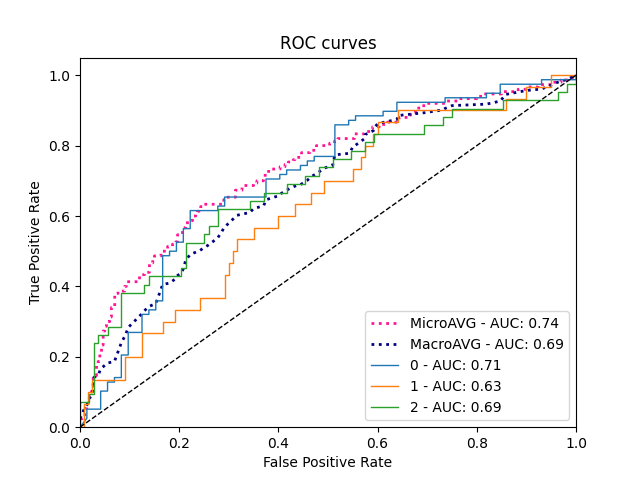 ROC curves
True Positive Rate
1.0
0.8
0.6
0.4
0.2
0.0
MicroAVG - AUC: 0.74
MacroAVG - AUC: 0.69
0 - AUC: 0.71
1 - AUC: 0.63
2 - AUC: 0.69
0.0 0.2 0.4 0.6 0.8 1.0
False Positive Rate